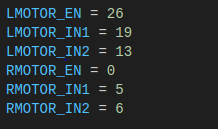 LMOTOR_EN = 26
LMOTOR_IN1 = 19
LMOTOR_IN2 = 13
RMOTOR_EN = 0
RMOTOR_IN1 = 5
RMOTOR_IN2 = 6